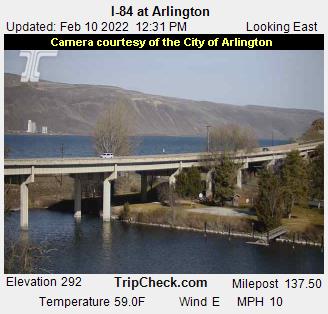 I-84 at Arlington
Updated: Feb 10 2022 12:31 PM Looking East
Camera courtesy of the City of Arlington
Elevation 292 TripCheck.com Milepost 137.50
Temperature 59.0F Wind E MPH 10